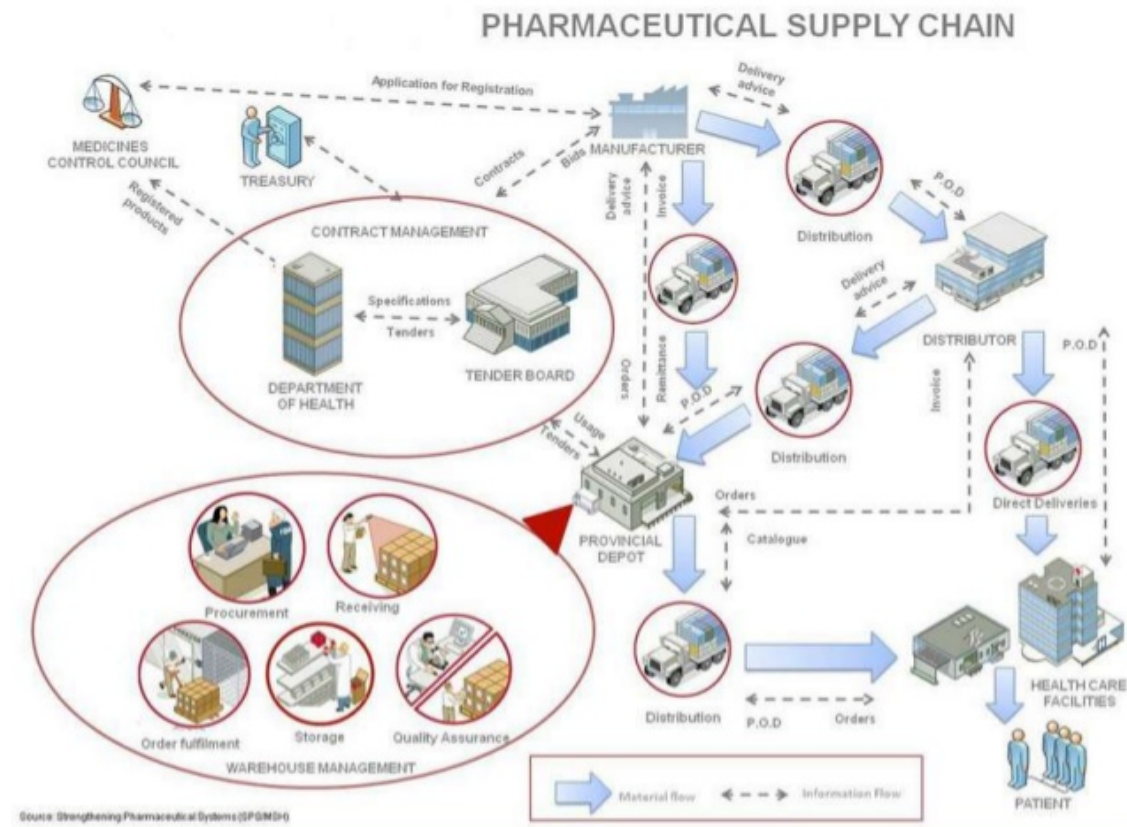 PHARMACEUTICAL SUPPLY CHAIN
Application for Registration
Delivery
advice
MEDICINES
CONTROL COUNCIL
TREASURY
MANUFACTURER
Contracts
Bids
Registered
products
Delivery
advice
Invoice
P.O.D
Distribution
CONTRACT MANAGEMENT
Specifications
Tenders
DEPARTMENT
OF HEALTH
TENDER BOARD
Delivery
advice
DISTRIBUTOR
P.O.D
Invoice
Orders
Remittance
P.O.D
Distribution
Usage
Tenders
Direct Deliveries
PROVINCIAL
DEPOT
Orders
Catalogue
Procurement
Receiving
Order fulfilment
Storage
Quality Assurance
WAREHOUSE MANAGEMENT
Distribution
P.O.D
Orders
HEALTH CARE
FACILITIES
PATIENT
Material flow
Information Flow
Source: Strengthening Pharmaceutical Systems (SPS/MSH)